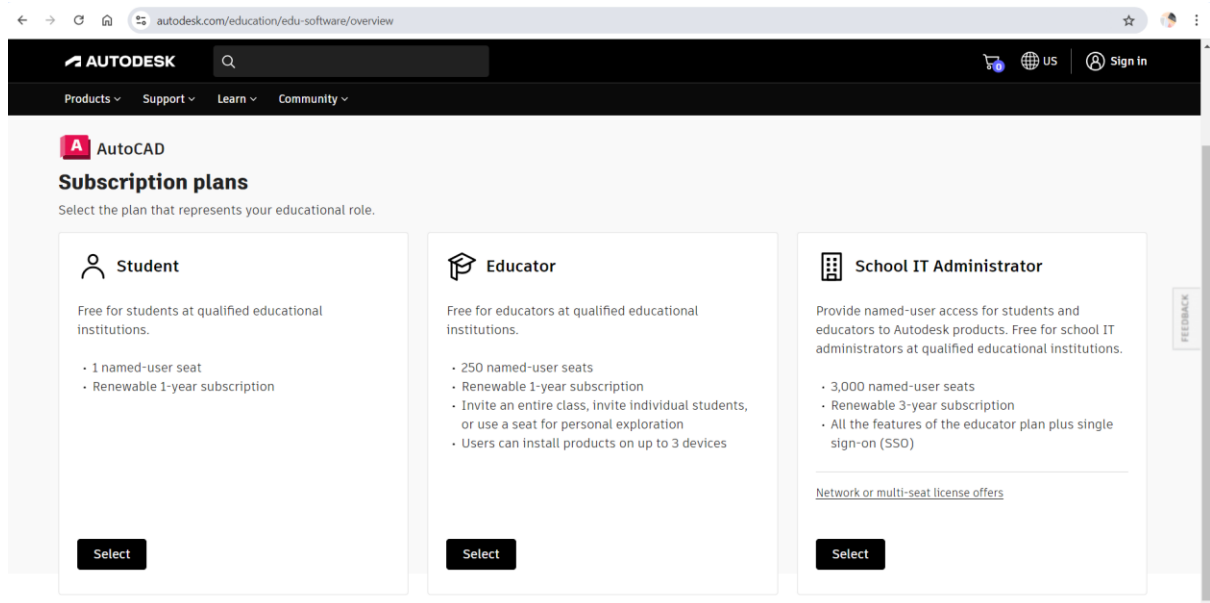 autodesk.com/education/edu-software/overview
AUTODESK
0
US
Sign in
Products
Support
Learn
Community
A
AutoCAD
Subscription plans
Select the plan that represents your educational role.
Student
Free for students at qualified educational
institutions.
• 1 named-user seat
• Renewable 1-year subscription
Select
Educator
Free for educators at qualified educational
institutions.
• 250 named-user seats
• Renewable 1-year subscription
• Invite an entire class, invite individual students,
or use a seat for personal exploration
• Users can install products on up to 3 devices
Select
School IT Administrator
Provide named-user access for students and
educators to Autodesk products. Free for school IT
administrators at qualified educational institutions.
• 3,000 named-user seats
• Renewable 3-year subscription
• All the features of the educator plan plus single
sign-on (SSO)
Network or multi-seat license offers
Select
FEEDBACK